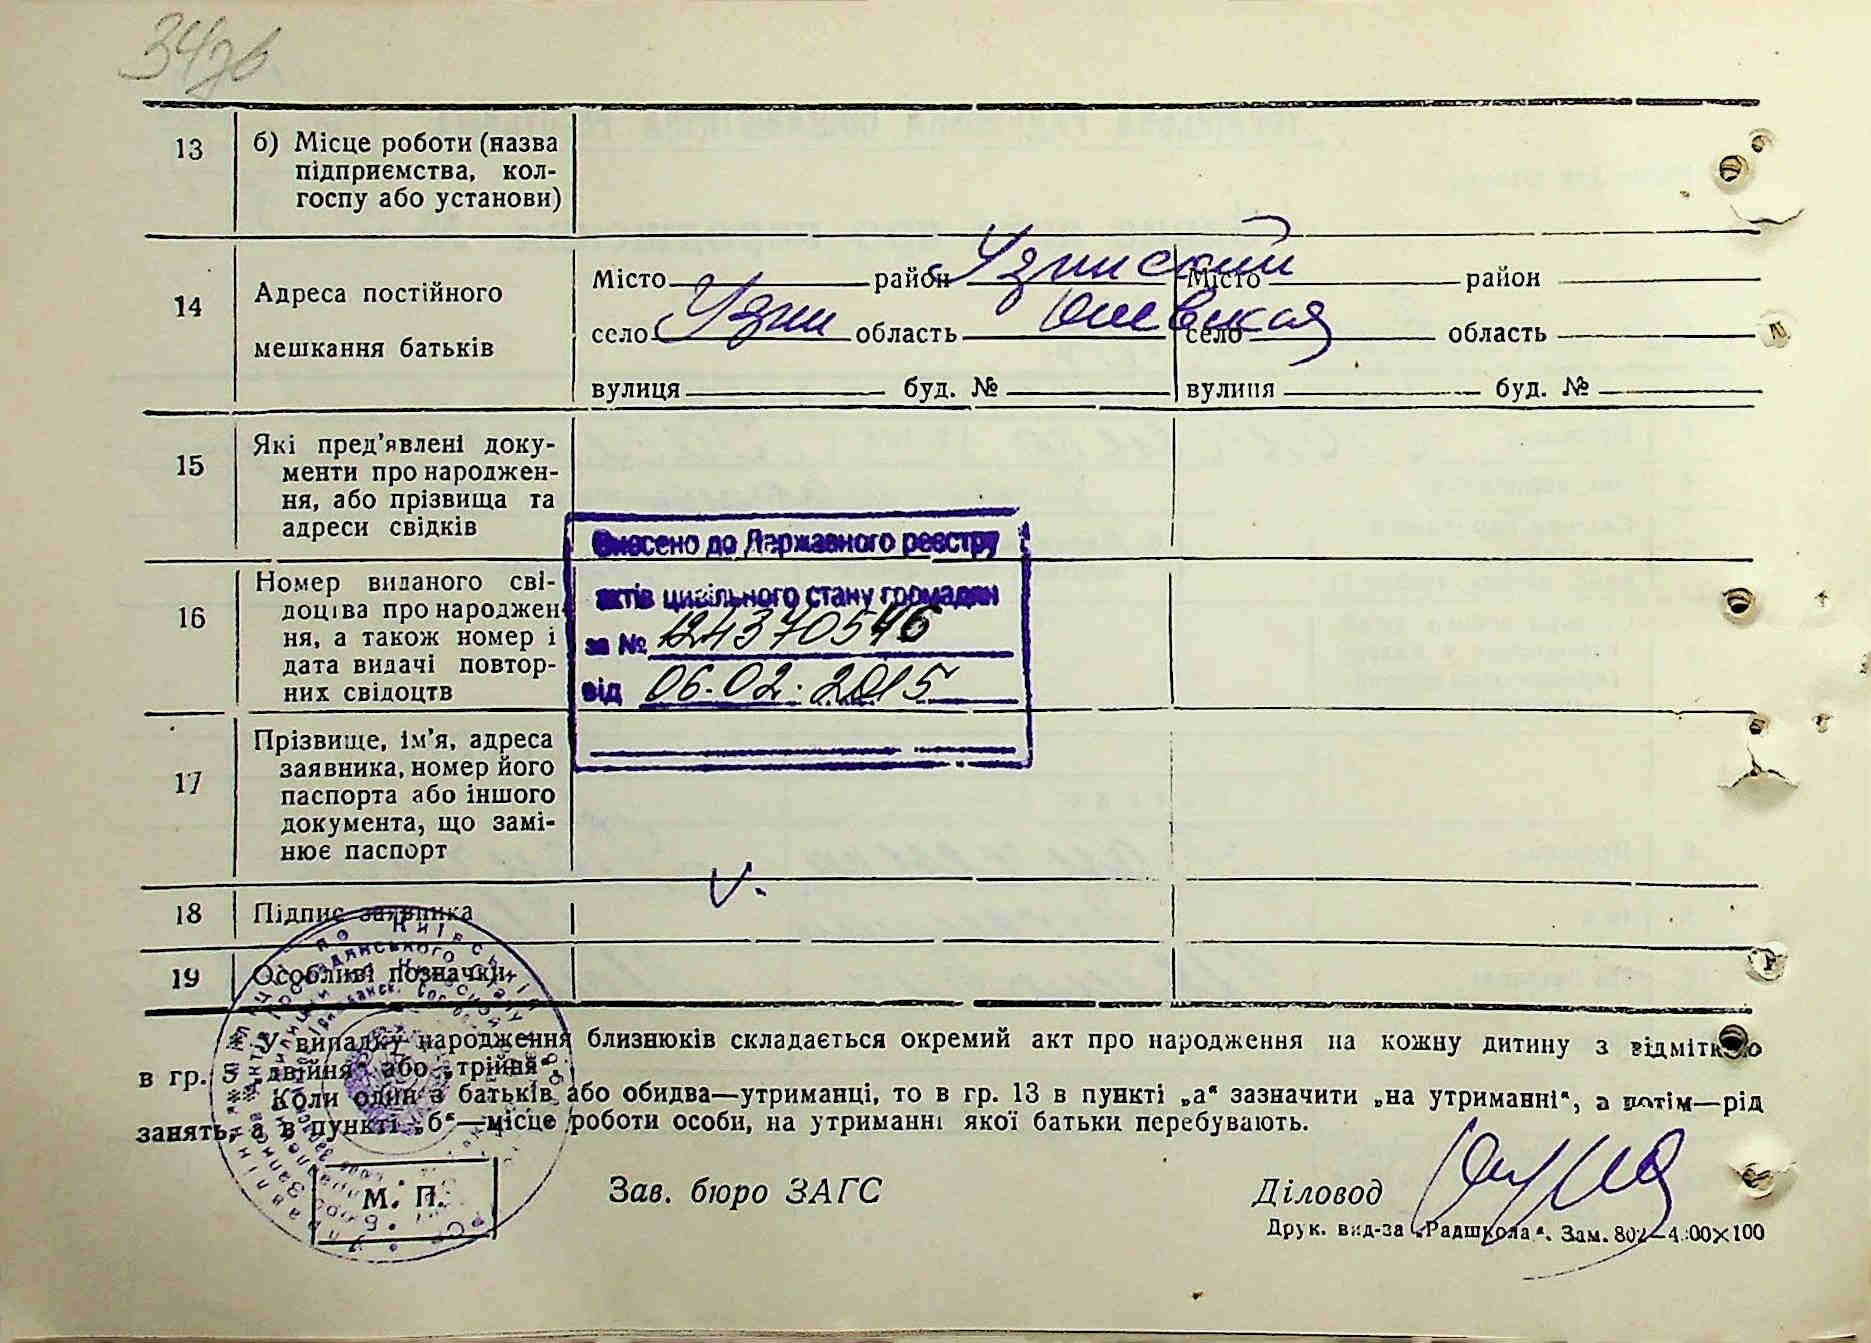 34зв
13 б) Місце роботи (назва
підприємства, кол-
госпу або установи)
14 Адреса постійного
мешкання батьків
Місто район Узинский Місто район
село Узин область Киевская село область
вулиця буд. № вулиця буд. №
15 Які пред'явлені доку-
менти про народжен-
ня, або прізвища та
адреси свідків
Внесено до Державного реєстру
актів цивільного стану громадян
за № 12437054
від 06.02.2015
16 Номер виданого сві-
доцтва про народжен
ня, а також номер і
дата видачі повтор-
них свідоцтв
17 Прізвище, ім'я, адреса
заявника, номер його
паспорта або іншого
документа, що замі-
нює паспорт
18 Підпис заявника
19 Особливі позначки
У випадку народження близнюків складається окремий акт про народження на кожну дитину з відміткою
в гр. 5 „двійня“ або „трійня“.
Коли один з батьків або обидва—утриманці, то в гр. 13 в пункті „а“ зазначити „на утриманні“, а потім—рід
занять, а в пункті „б“—місце роботи особи, на утриманні якої батьки перебувають.
М. П.
Зав. бюро ЗАГС
Діловод
Друк. вид-за „Радшкола“. Зам. 802—4.00×100